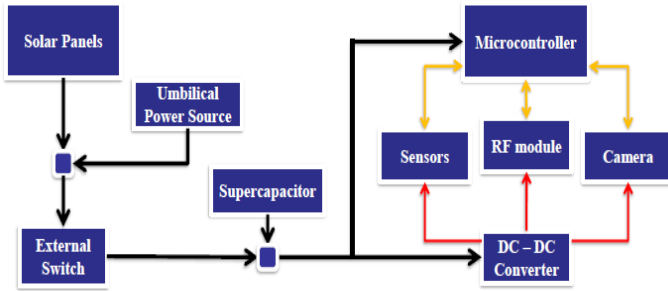 Solar Panels
Microcontroller
Umbilical
Power Source
Sensors
RF module
Camera
Supercapacitor
External
Switch
DC – DC
Converter